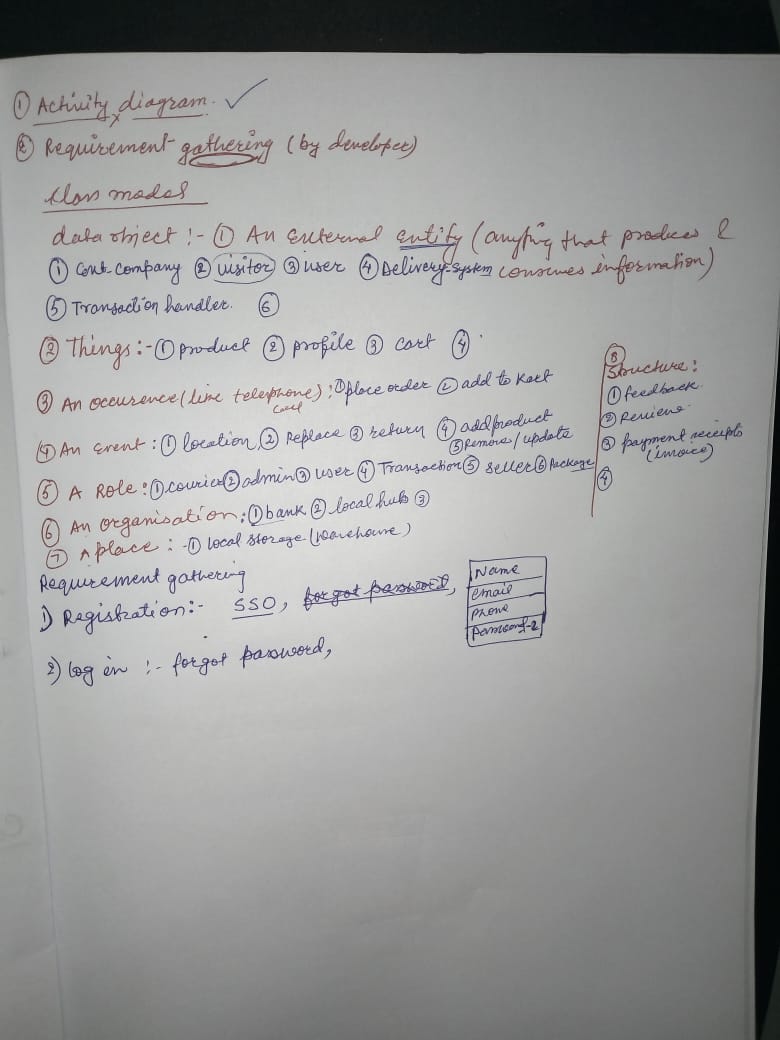 ① Activity diagram. ✓
x
② Requirement gathering (by developer)
Class model
data object :- ① An External entity (anything that produces &
① Cont. company ② visitor ③ user ④ Delivery-system consumes information)
⑤ Transaction handler. ⑥
② Things:- ① product ② profile ③ cart ④
③ An occurence (like telephone): ① place order ② add to kart
call
④ An Event : ① location, ② Replace ③ return ④ add product
⑤ Remove / update
⑤ A Role : ① courier ② admin ③ user ④ Transaction ⑤ seller ⑥ Package
⑥ An organisation: ① bank ② local hub ③
⑦ A place : - ① local storage (warehouse)
⑧
Structure:
① feedback.
② Reviews
③ payment receipts
(invoice)
④
Requirement gathering
1) Registration:- SSO, forgot password,
Name
email
phone
Password-2
2) log in :- forgot password,